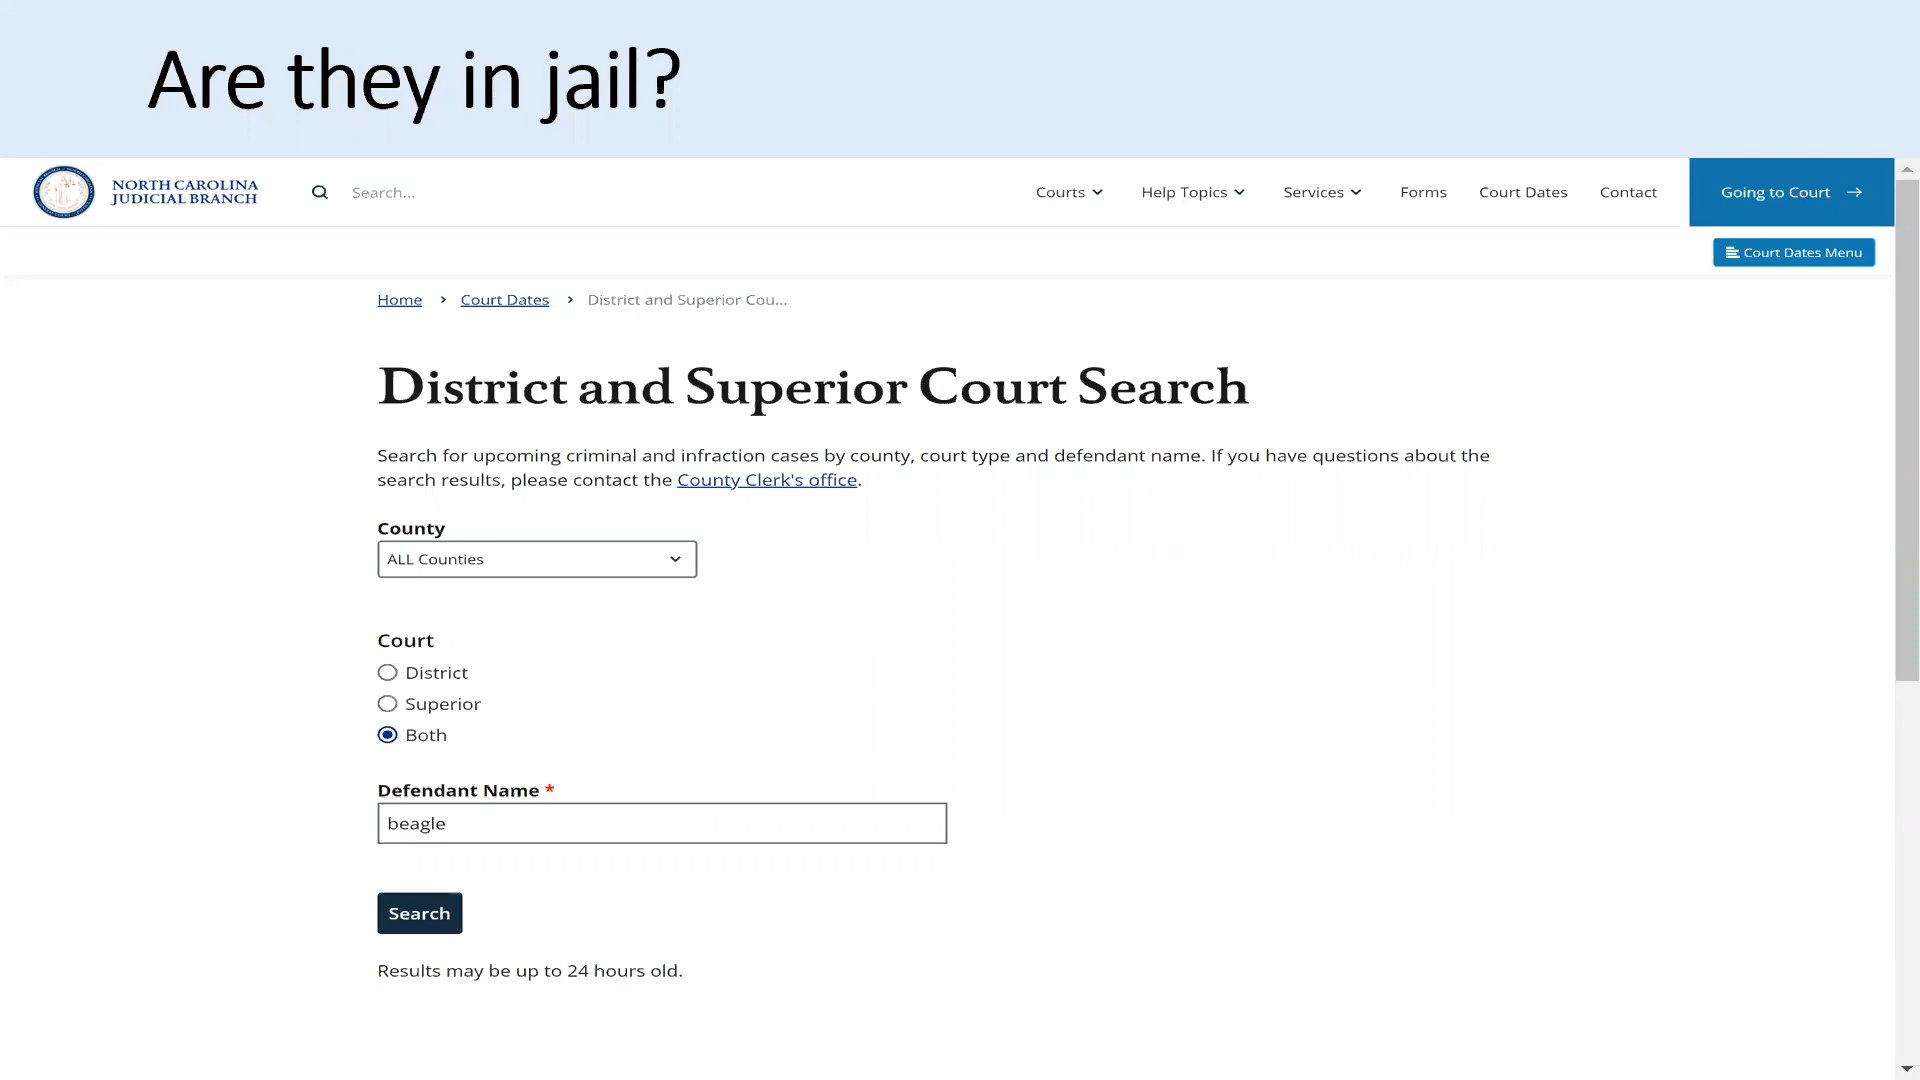 Are they in jail?
NORTH CAROLINA
JUDICIAL BRANCH
Search...
Courts
Help Topics
Services
Forms
Court Dates
Contact
Going to Court
Court Dates Menu
Home › Court Dates › District and Superior Cou...
District and Superior Court Search
Search for upcoming criminal and infraction cases by county, court type and defendant name. If you have questions about the
search results, please contact the County Clerk's office.
County
ALL Counties
Court
District
Superior
Both
Defendant Name *
beagle
Search
Results may be up to 24 hours old.